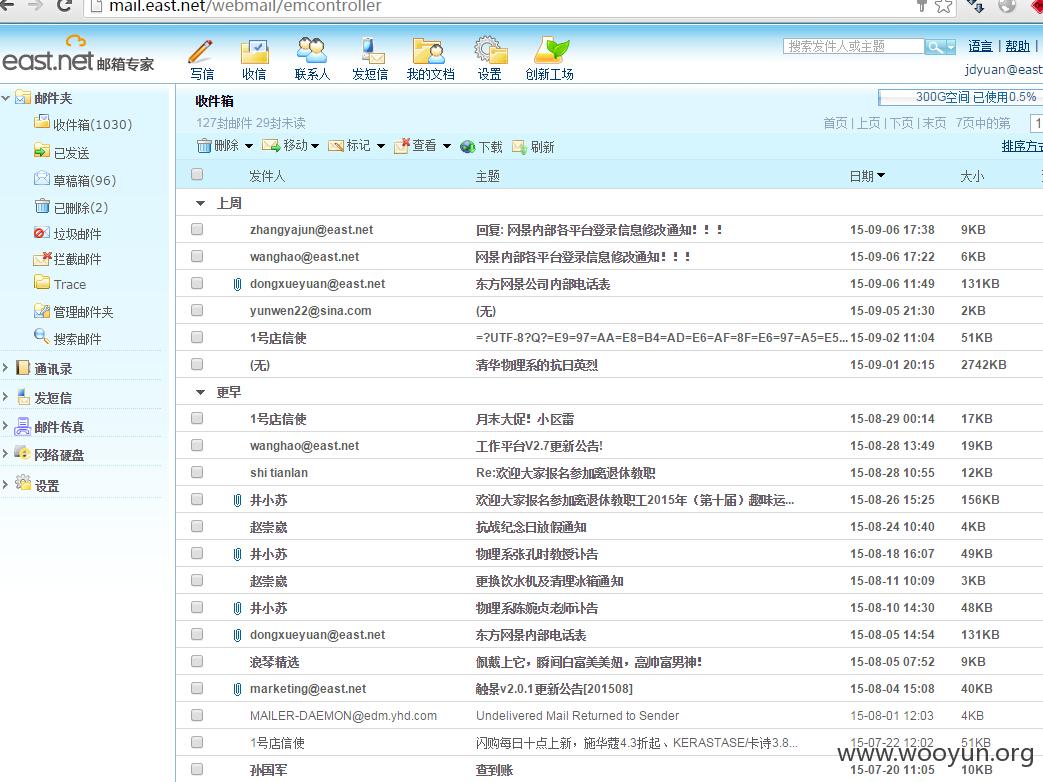 mail.east.net/webmail/emcontroller
east.net 邮箱专家
写信 收信 联系人 发短信 我的文档 设置 创新工场
搜索发件人或主题
语言 | 帮助 |
jdyuan@east
邮件夹
收件箱(1030)
已发送
草稿箱(96)
已删除(2)
垃圾邮件
拦截邮件
Trace
管理邮件夹
搜索邮件
通讯录
发短信
邮件传真
网络硬盘
设置
收件箱
300G空间 已使用0.5%
127封邮件 29封未读
首页 | 上页 | 下页 | 末页 7页中的第 1
删除 移动 标记 查看 下载 刷新
排序方式
发件人 主题 日期 大小
上周
zhangyajun@east.net 回复: 网景内部各平台登录信息修改通知！！！ 15-09-06 17:38 9KB
wanghao@east.net 网景内部各平台登录信息修改通知！！！ 15-09-06 17:22 6KB
dongxueyuan@east.net 东方网景公司内部电话表 15-09-06 11:49 131KB
yunwen22@sina.com (无) 15-09-05 21:30 2KB
1号店信使 =?UTF-8?Q?=E9=97=AA=E8=B4=AD=E6=AF=8F=E6=97=A5=E5... 15-09-02 11:04 51KB
(无) 清华物理系的抗日英烈 15-09-01 20:15 2742KB
更早
1号店信使 月末大促！小区雷 15-08-29 00:14 17KB
wanghao@east.net 工作平台V2.7更新公告! 15-08-28 13:49 19KB
shi tianlan Re:欢迎大家报名参加离退休教职 15-08-28 10:55 12KB
井小苏 欢迎大家报名参加离退休教职工2015年（第十届）趣味运... 15-08-26 15:25 156KB
赵崇崴 抗战纪念日放假通知 15-08-24 10:40 4KB
井小苏 物理系张孔时教授讣告 15-08-18 16:07 49KB
赵崇崴 更换饮水机及清理冰箱通知 15-08-11 10:09 3KB
井小苏 物理系陈婉贞老师讣告 15-08-10 14:30 48KB
dongxueyuan@east.net 东方网景内部电话表 15-08-05 14:54 131KB
浪琴精选 佩戴上它，瞬间白富美美妞，高帅富男神! 15-08-05 07:52 9KB
marketing@east.net 触景v2.0.1更新公告[201508] 15-08-04 15:08 40KB
MAILER-DAEMON@edm.yhd.com Undelivered Mail Returned to Sender 15-08-01 12:03 4KB
1号店信使 闪购每日十点上新，施华蔻4.3折起、KERASTASE/卡诗3.8... 15-07-22 12:02 51KB
孙国军 查到账 15-07-20 11:05 10KB
www.wooyun.org